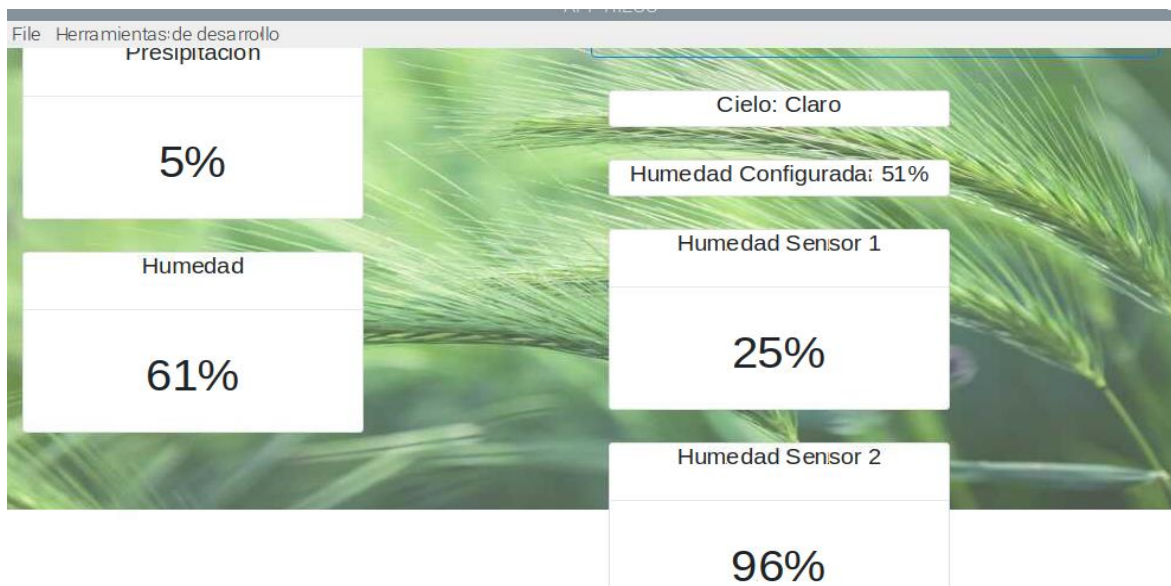 File Herramientas de desarrollo
Presipitación
5%
Humedad
61%
Cielo: Claro
Humedad Configurada: 51%
Humedad Sensor 1
25%
Humedad Sensor 2
96%